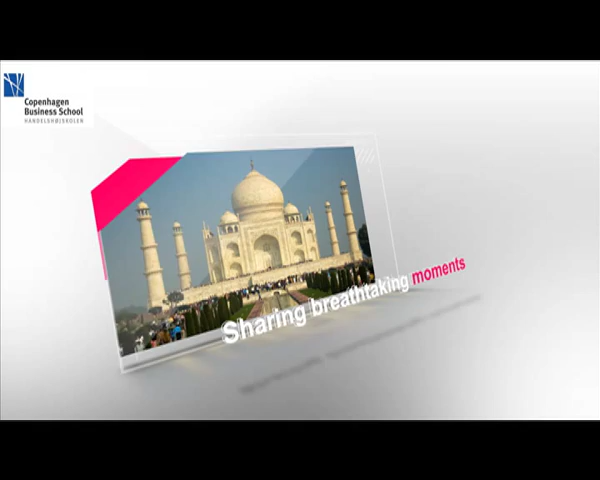 Copenhagen
Business School
HANDELSHØJSKOLEN
Sharing breathtaking moments